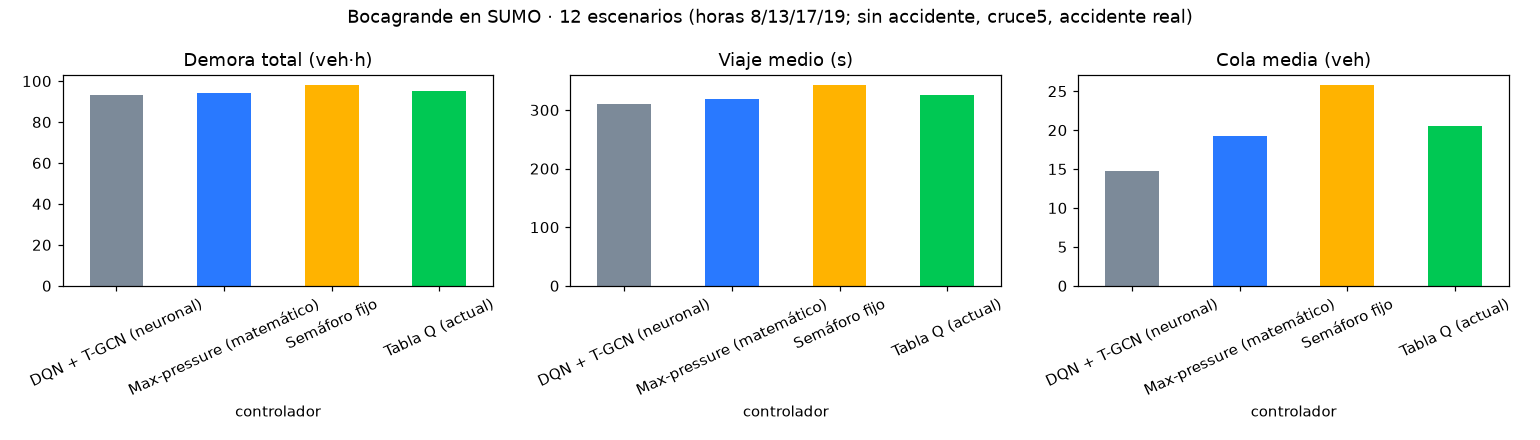 Bocagrande en SUMO · 12 escenarios (horas 8/13/17/19; sin accidente, cruce5, accidente real)
Demora total (veh·h)
100
80
60
40
20
0
DQN + T-GCN (neuronal)
Max-pressure (matemático)
Semáforo fijo
Tabla Q (actual)
controlador
Viaje medio (s)
300
200
100
0
DQN + T-GCN (neuronal)
Max-pressure (matemático)
Semáforo fijo
Tabla Q (actual)
controlador
Cola media (veh)
25
20
15
10
5
0
DQN + T-GCN (neuronal)
Max-pressure (matemático)
Semáforo fijo
Tabla Q (actual)
controlador